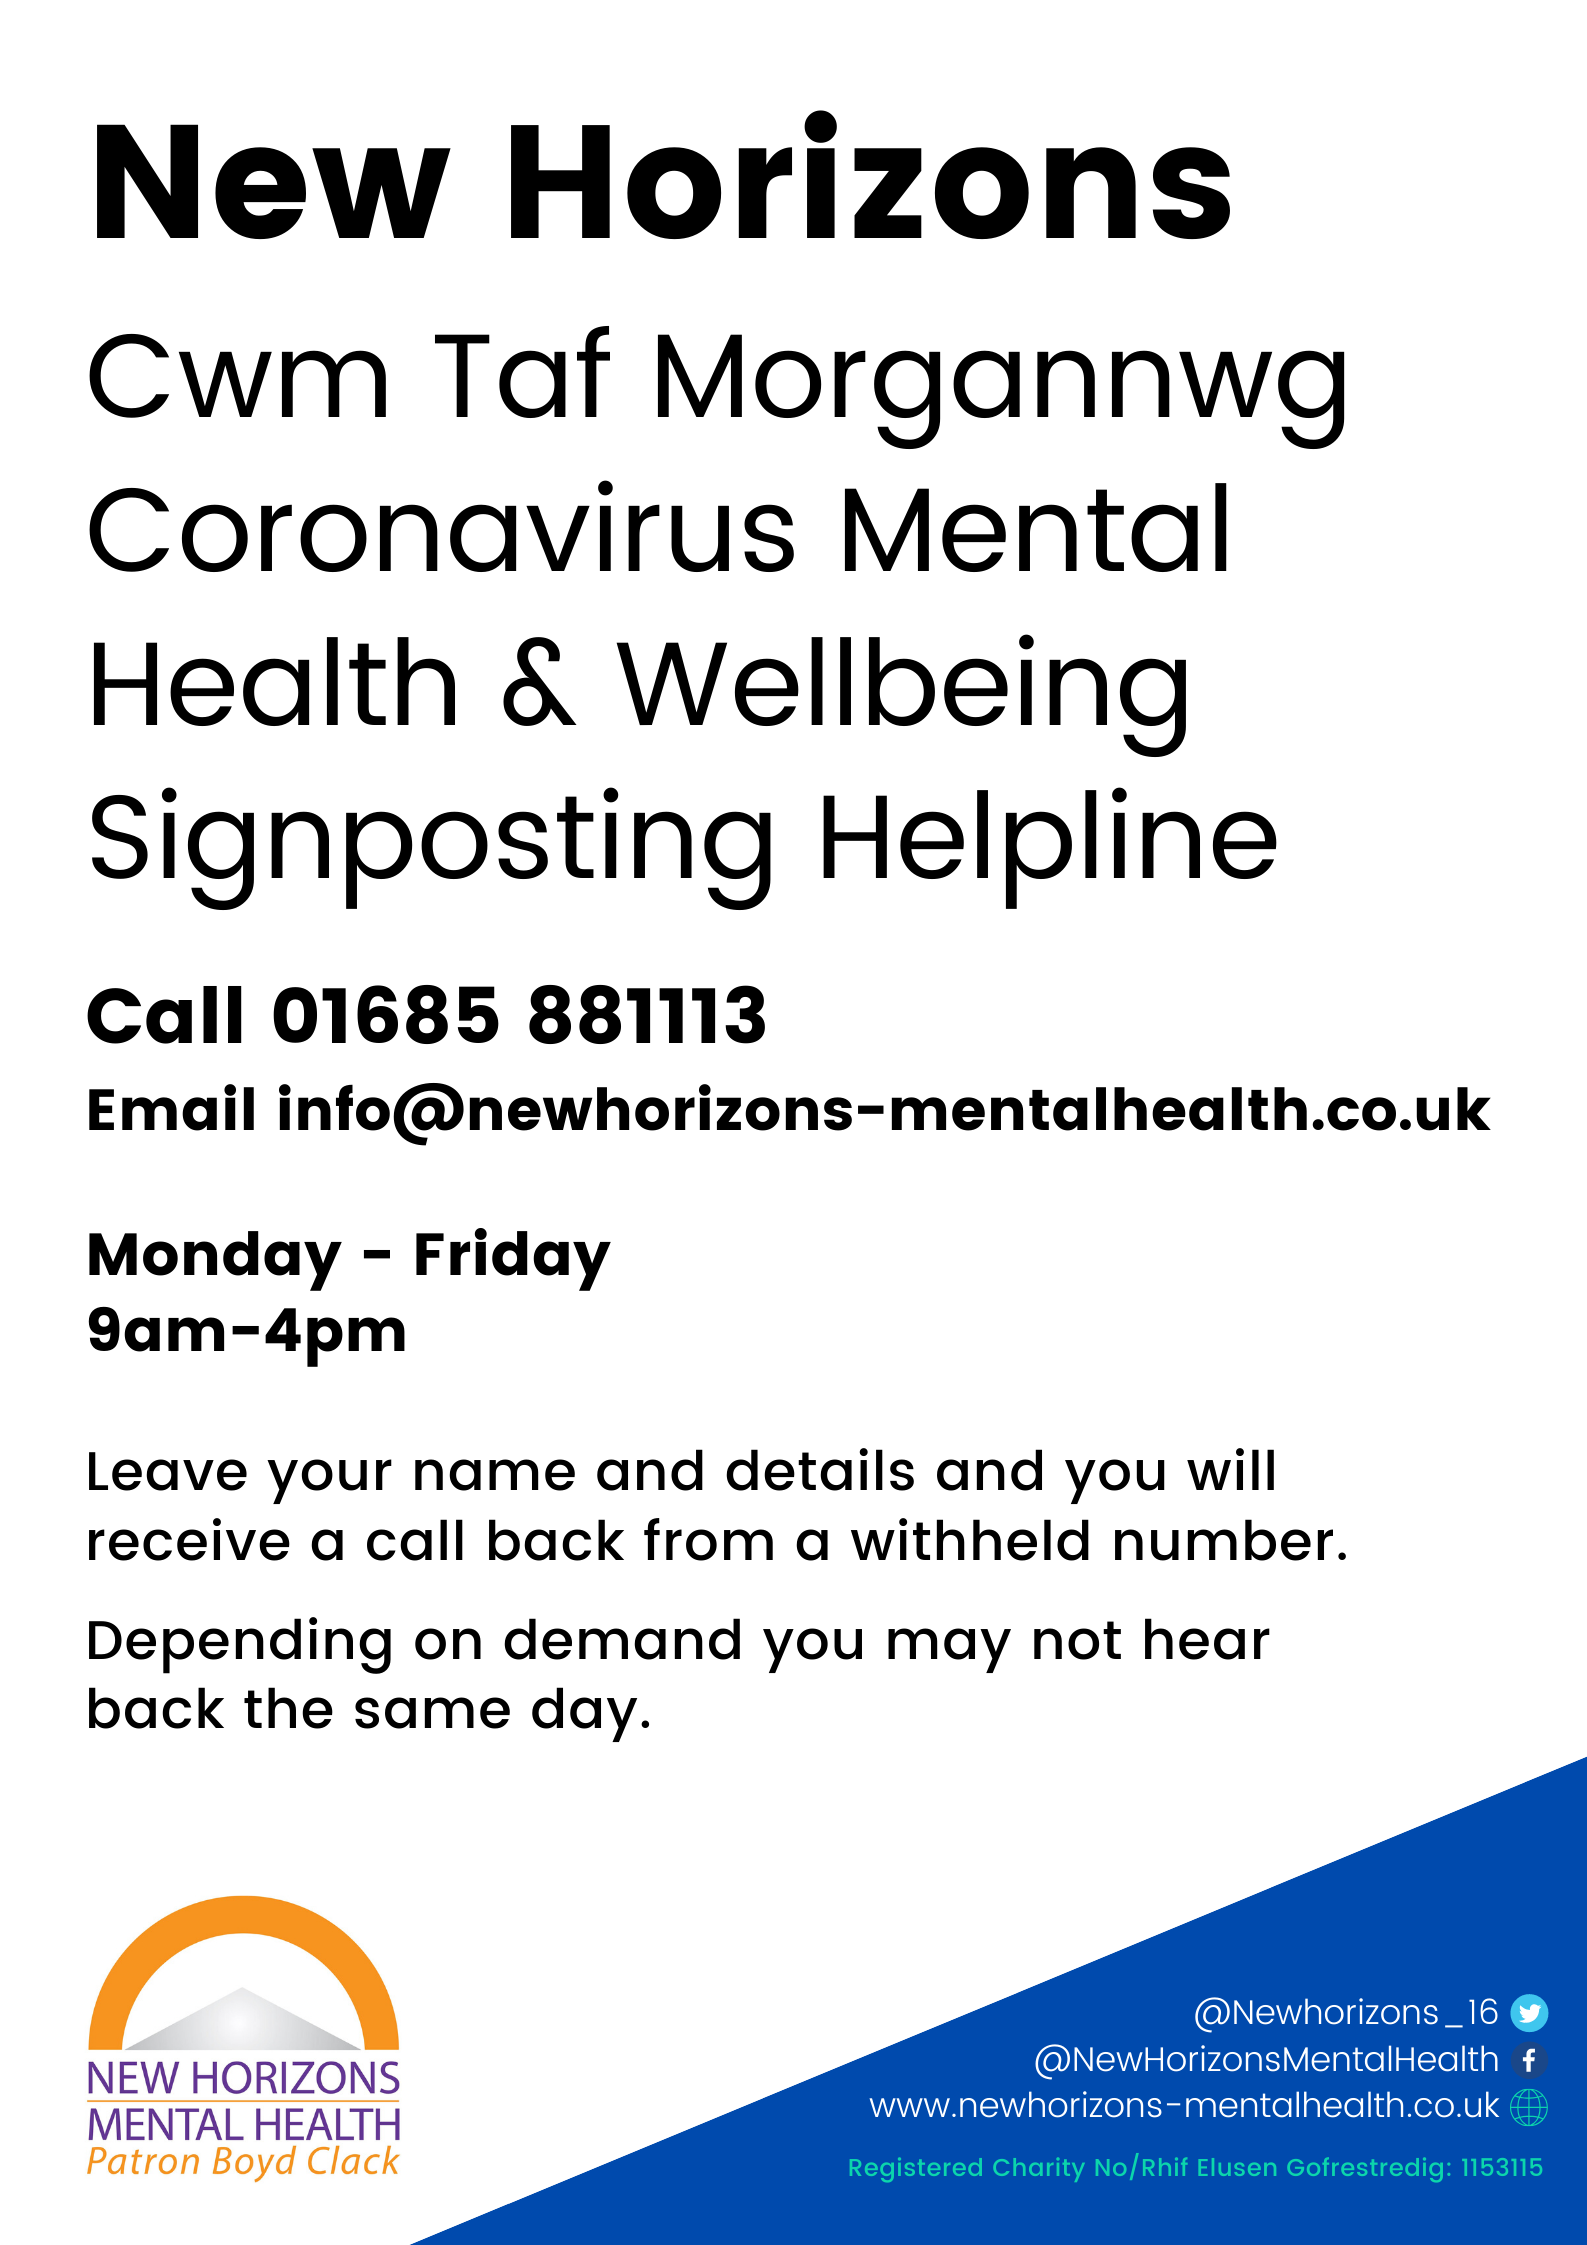 New Horizons
Cwm Taf Morgannwg
Coronavirus Mental
Health & Wellbeing
Signposting Helpline
Call 01685 881113
Email info@newhorizons-mentalhealth.co.uk
Monday - Friday
9am-4pm
Leave your name and details and you will
receive a call back from a withheld number.
Depending on demand you may not hear
back the same day.
NEW HORIZONS
MENTAL HEALTH
Patron Boyd Clack
@Newhorizons_16
@NewHorizonsMentalHealth
www.newhorizons-mentalhealth.co.uk
Registered Charity No/Rhif Elusen Gofrestredig: 1153115